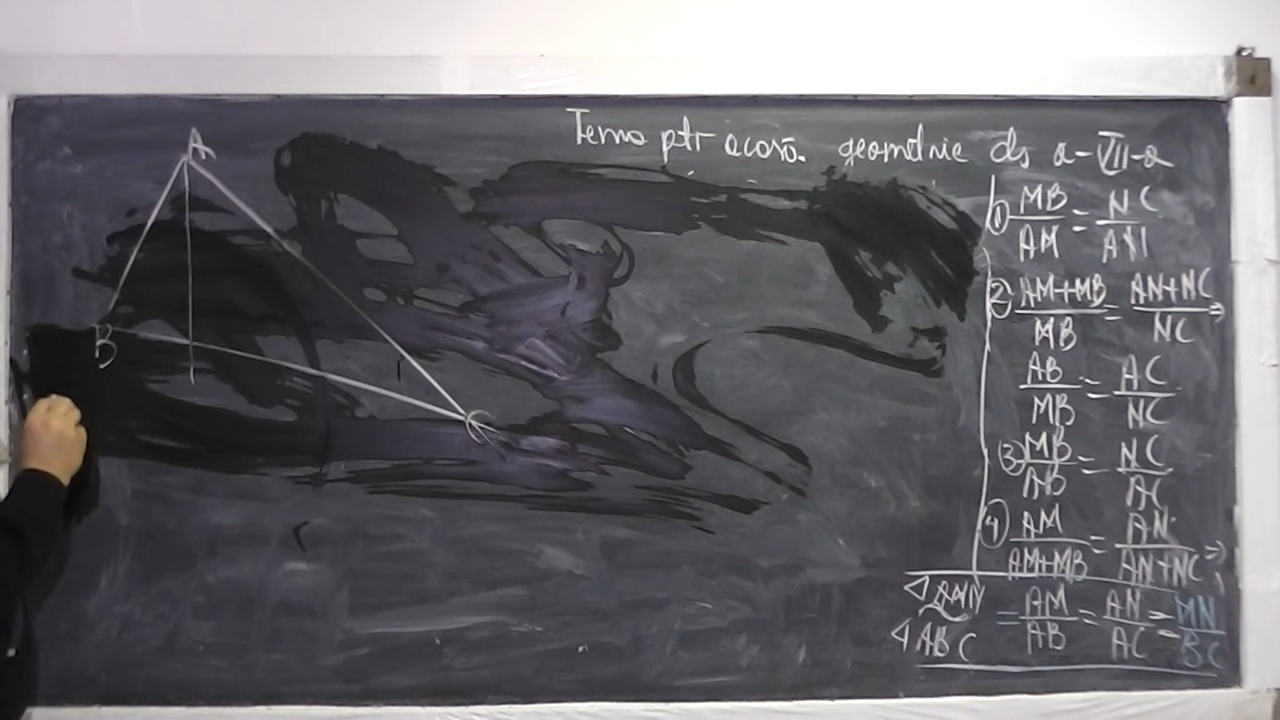 Tema ptr acasă. geometrie cls a-VII-a
A
B
C
① MB/AM = NC/AN
② AM+MB/MB = AN+NC/NC ⇒
AB/MB = AC/NC
③ MB/AB = NC/AC
④ AM/AM+MB = AN/AN+NC ⇒
△AMN ~ △ABC = AM/AB = AN/AC = MN/BC